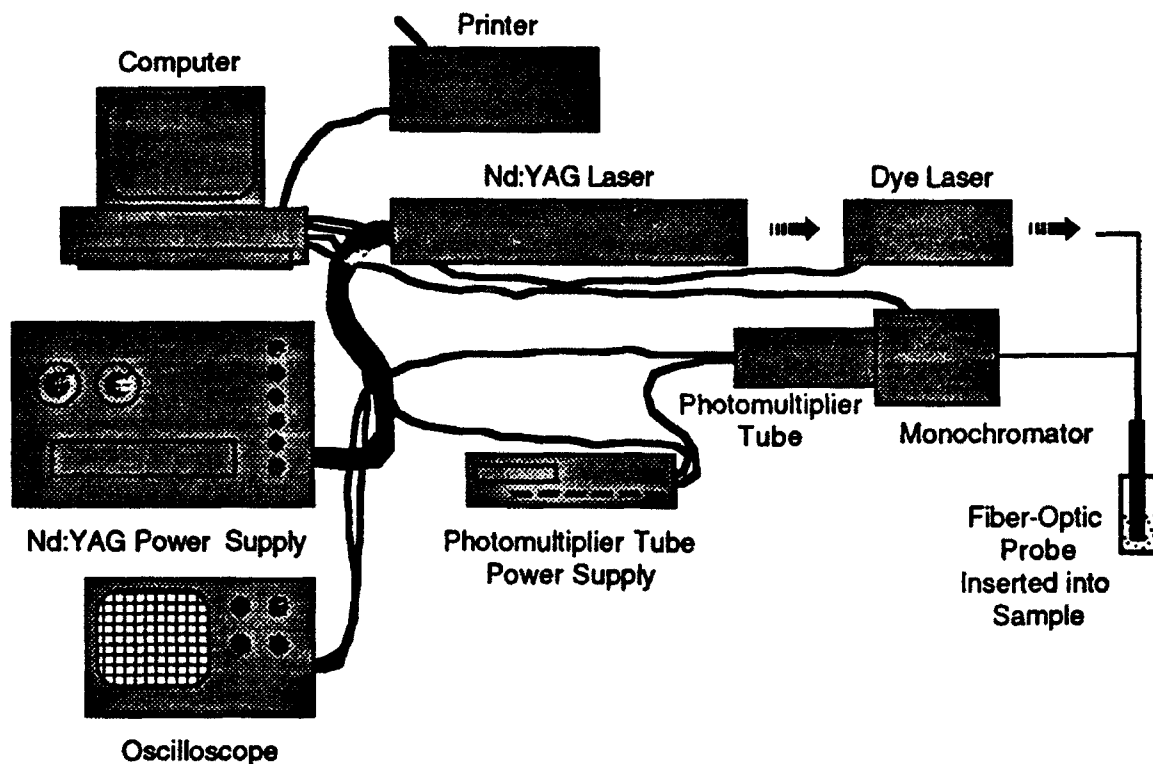 Printer
Computer
Nd:YAG Laser
Dye Laser
Photomultiplier
Tube
Monochromator
Nd:YAG Power Supply
Photomultiplier Tube
Power Supply
Fiber-Optic
Probe
Inserted into
Sample
Oscilloscope